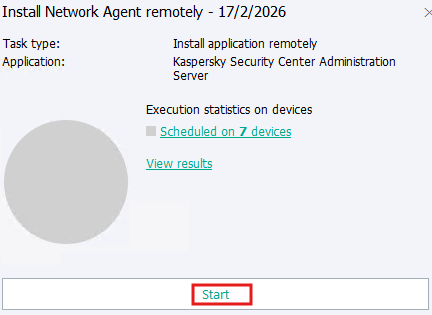 Install Network Agent remotely - 17/2/2026
Task type: Install application remotely
Application: Kaspersky Security Center Administration
Server
Execution statistics on devices
Scheduled on 7 devices
View results
Start